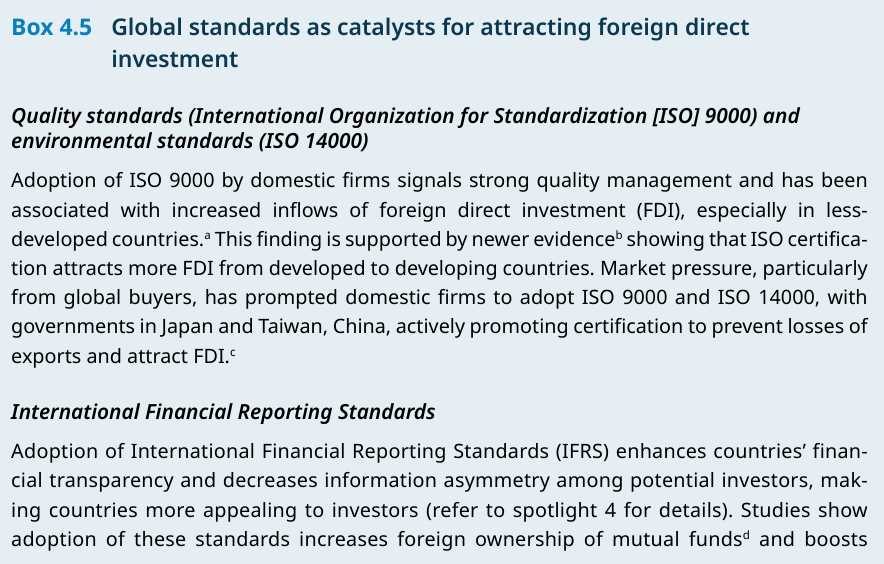 Box 4.5 Global standards as catalysts for attracting foreign direct
investment
Quality standards (International Organization for Standardization [ISO] 9000) and
environmental standards (ISO 14000)
Adoption of ISO 9000 by domestic firms signals strong quality management and has been
associated with increased inflows of foreign direct investment (FDI), especially in less-
developed countries.ᵃ This finding is supported by newer evidenceᵇ showing that ISO certifica-
tion attracts more FDI from developed to developing countries. Market pressure, particularly
from global buyers, has prompted domestic firms to adopt ISO 9000 and ISO 14000, with
governments in Japan and Taiwan, China, actively promoting certification to prevent losses of
exports and attract FDI.ᶜ
International Financial Reporting Standards
Adoption of International Financial Reporting Standards (IFRS) enhances countries’ finan-
cial transparency and decreases information asymmetry among potential investors, mak-
ing countries more appealing to investors (refer to spotlight 4 for details). Studies show
adoption of these standards increases foreign ownership of mutual fundsᵈ and boosts